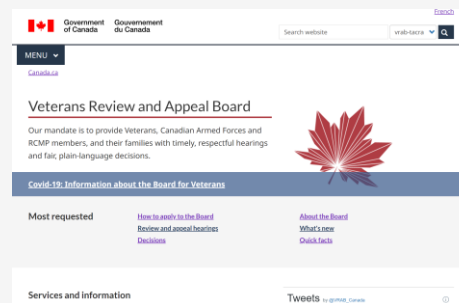 French
Government of Canada
Gouvernement du Canada
Search website
vrab-tacra
MENU
Canada.ca
Veterans Review and Appeal Board
Our mandate is to provide Veterans, Canadian Armed Forces and
RCMP members, and their families with timely, respectful hearings
and fair, plain-language decisions.
Covid-19: Information about the Board for Veterans
Most requested
How to apply to the Board
Review and appeal hearings
Decisions
About the Board
What's new
Quick facts
Services and information
Tweets by @VRAB_Canada